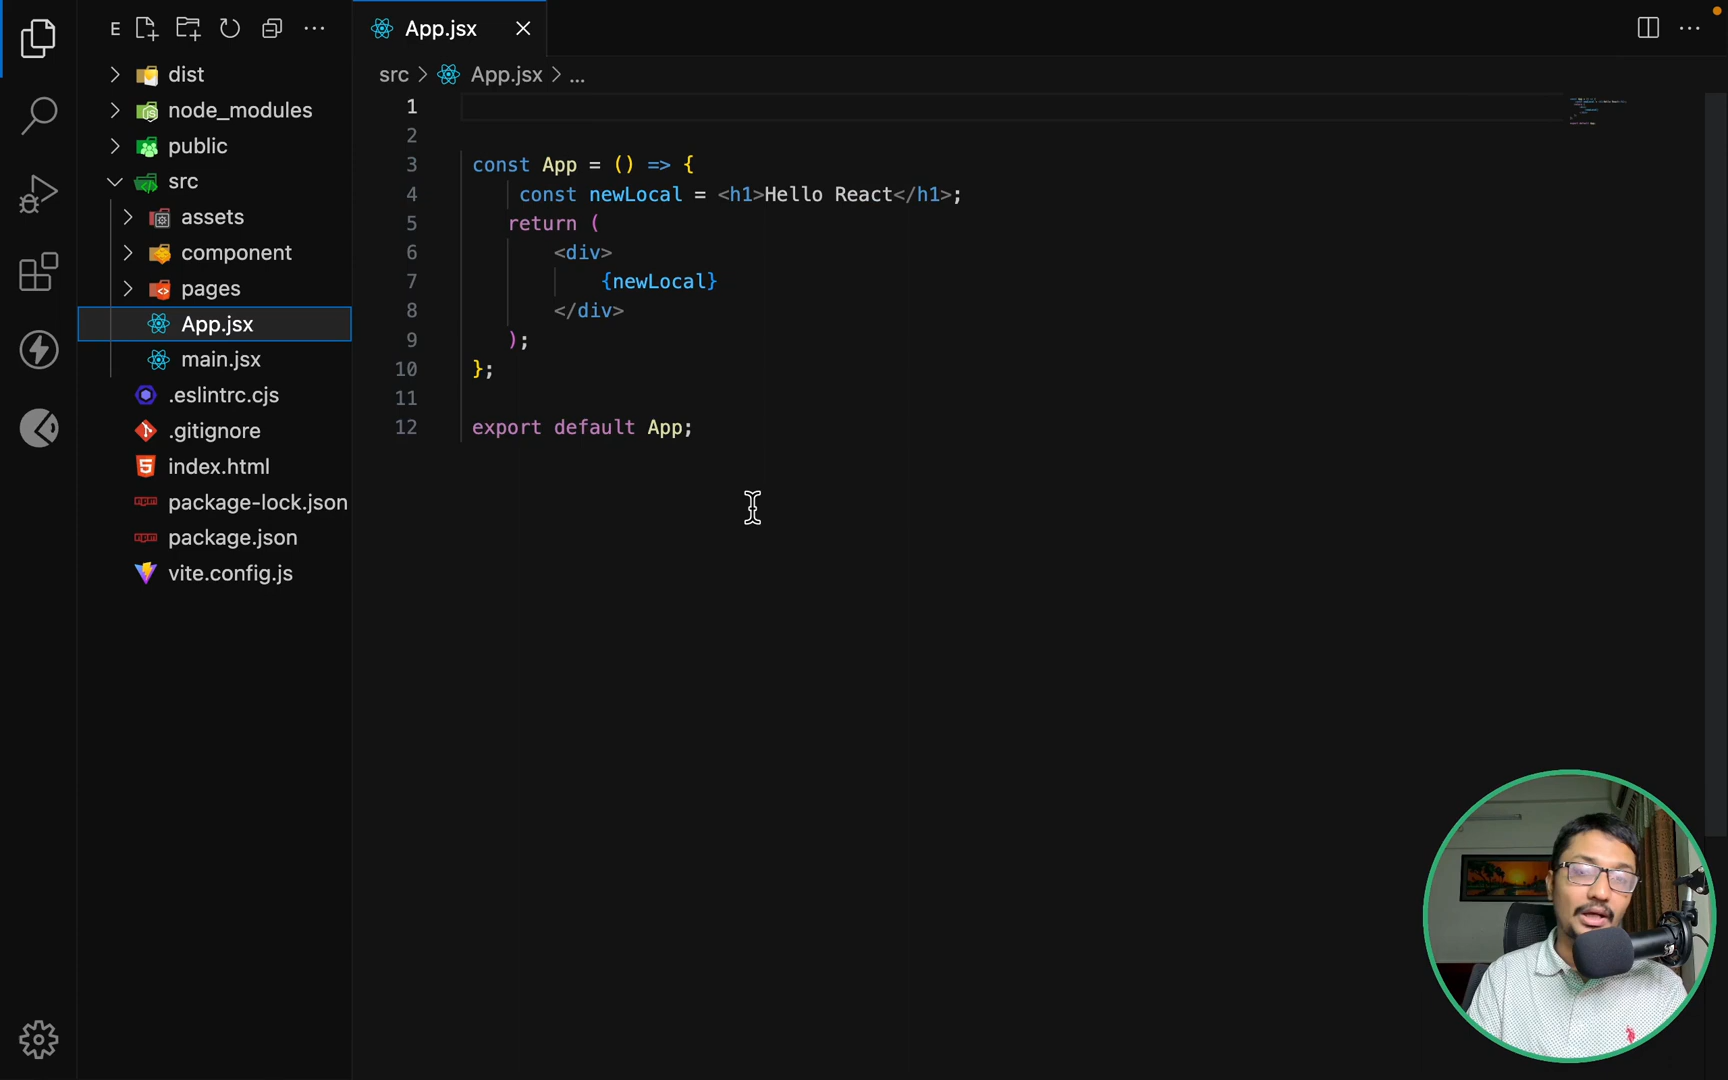 E
dist
node_modules
public
src
assets
component
pages
App.jsx
main.jsx
.eslintrc.cjs
.gitignore
index.html
package-lock.json
package.json
vite.config.js
App.jsx
src > App.jsx > ...
1
2
3 const App = () => {
4 const newLocal = <h1>Hello React</h1>;
5 return (
6 <div>
7 {newLocal}
8 </div>
9 );
10 };
11
12 export default App;